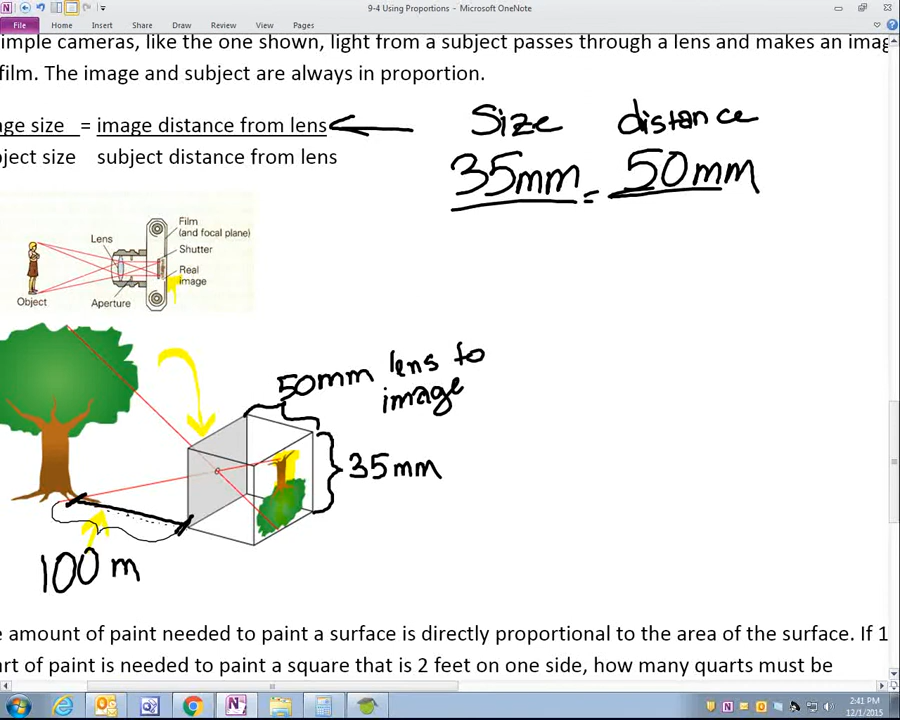 9-4 Using Proportions - Microsoft OneNote
File Home Insert Share Draw Review View Pages
imple cameras, like the one shown, light from a subject passes through a lens and makes an imag
film. The image and subject are always in proportion.
age size = image distance from lens
ject size subject distance from lens
Size distance
35mm = 50mm
Film
(and focal plane)
Lens
Shutter
Real
image
Object
Aperture
50mm lens to
image
35mm
100 m
e amount of paint needed to paint a surface is directly proportional to the area of the surface. If 1
art of paint is needed to paint a square that is 2 feet on one side, how many quarts must be
2:41 PM
12/1/2015